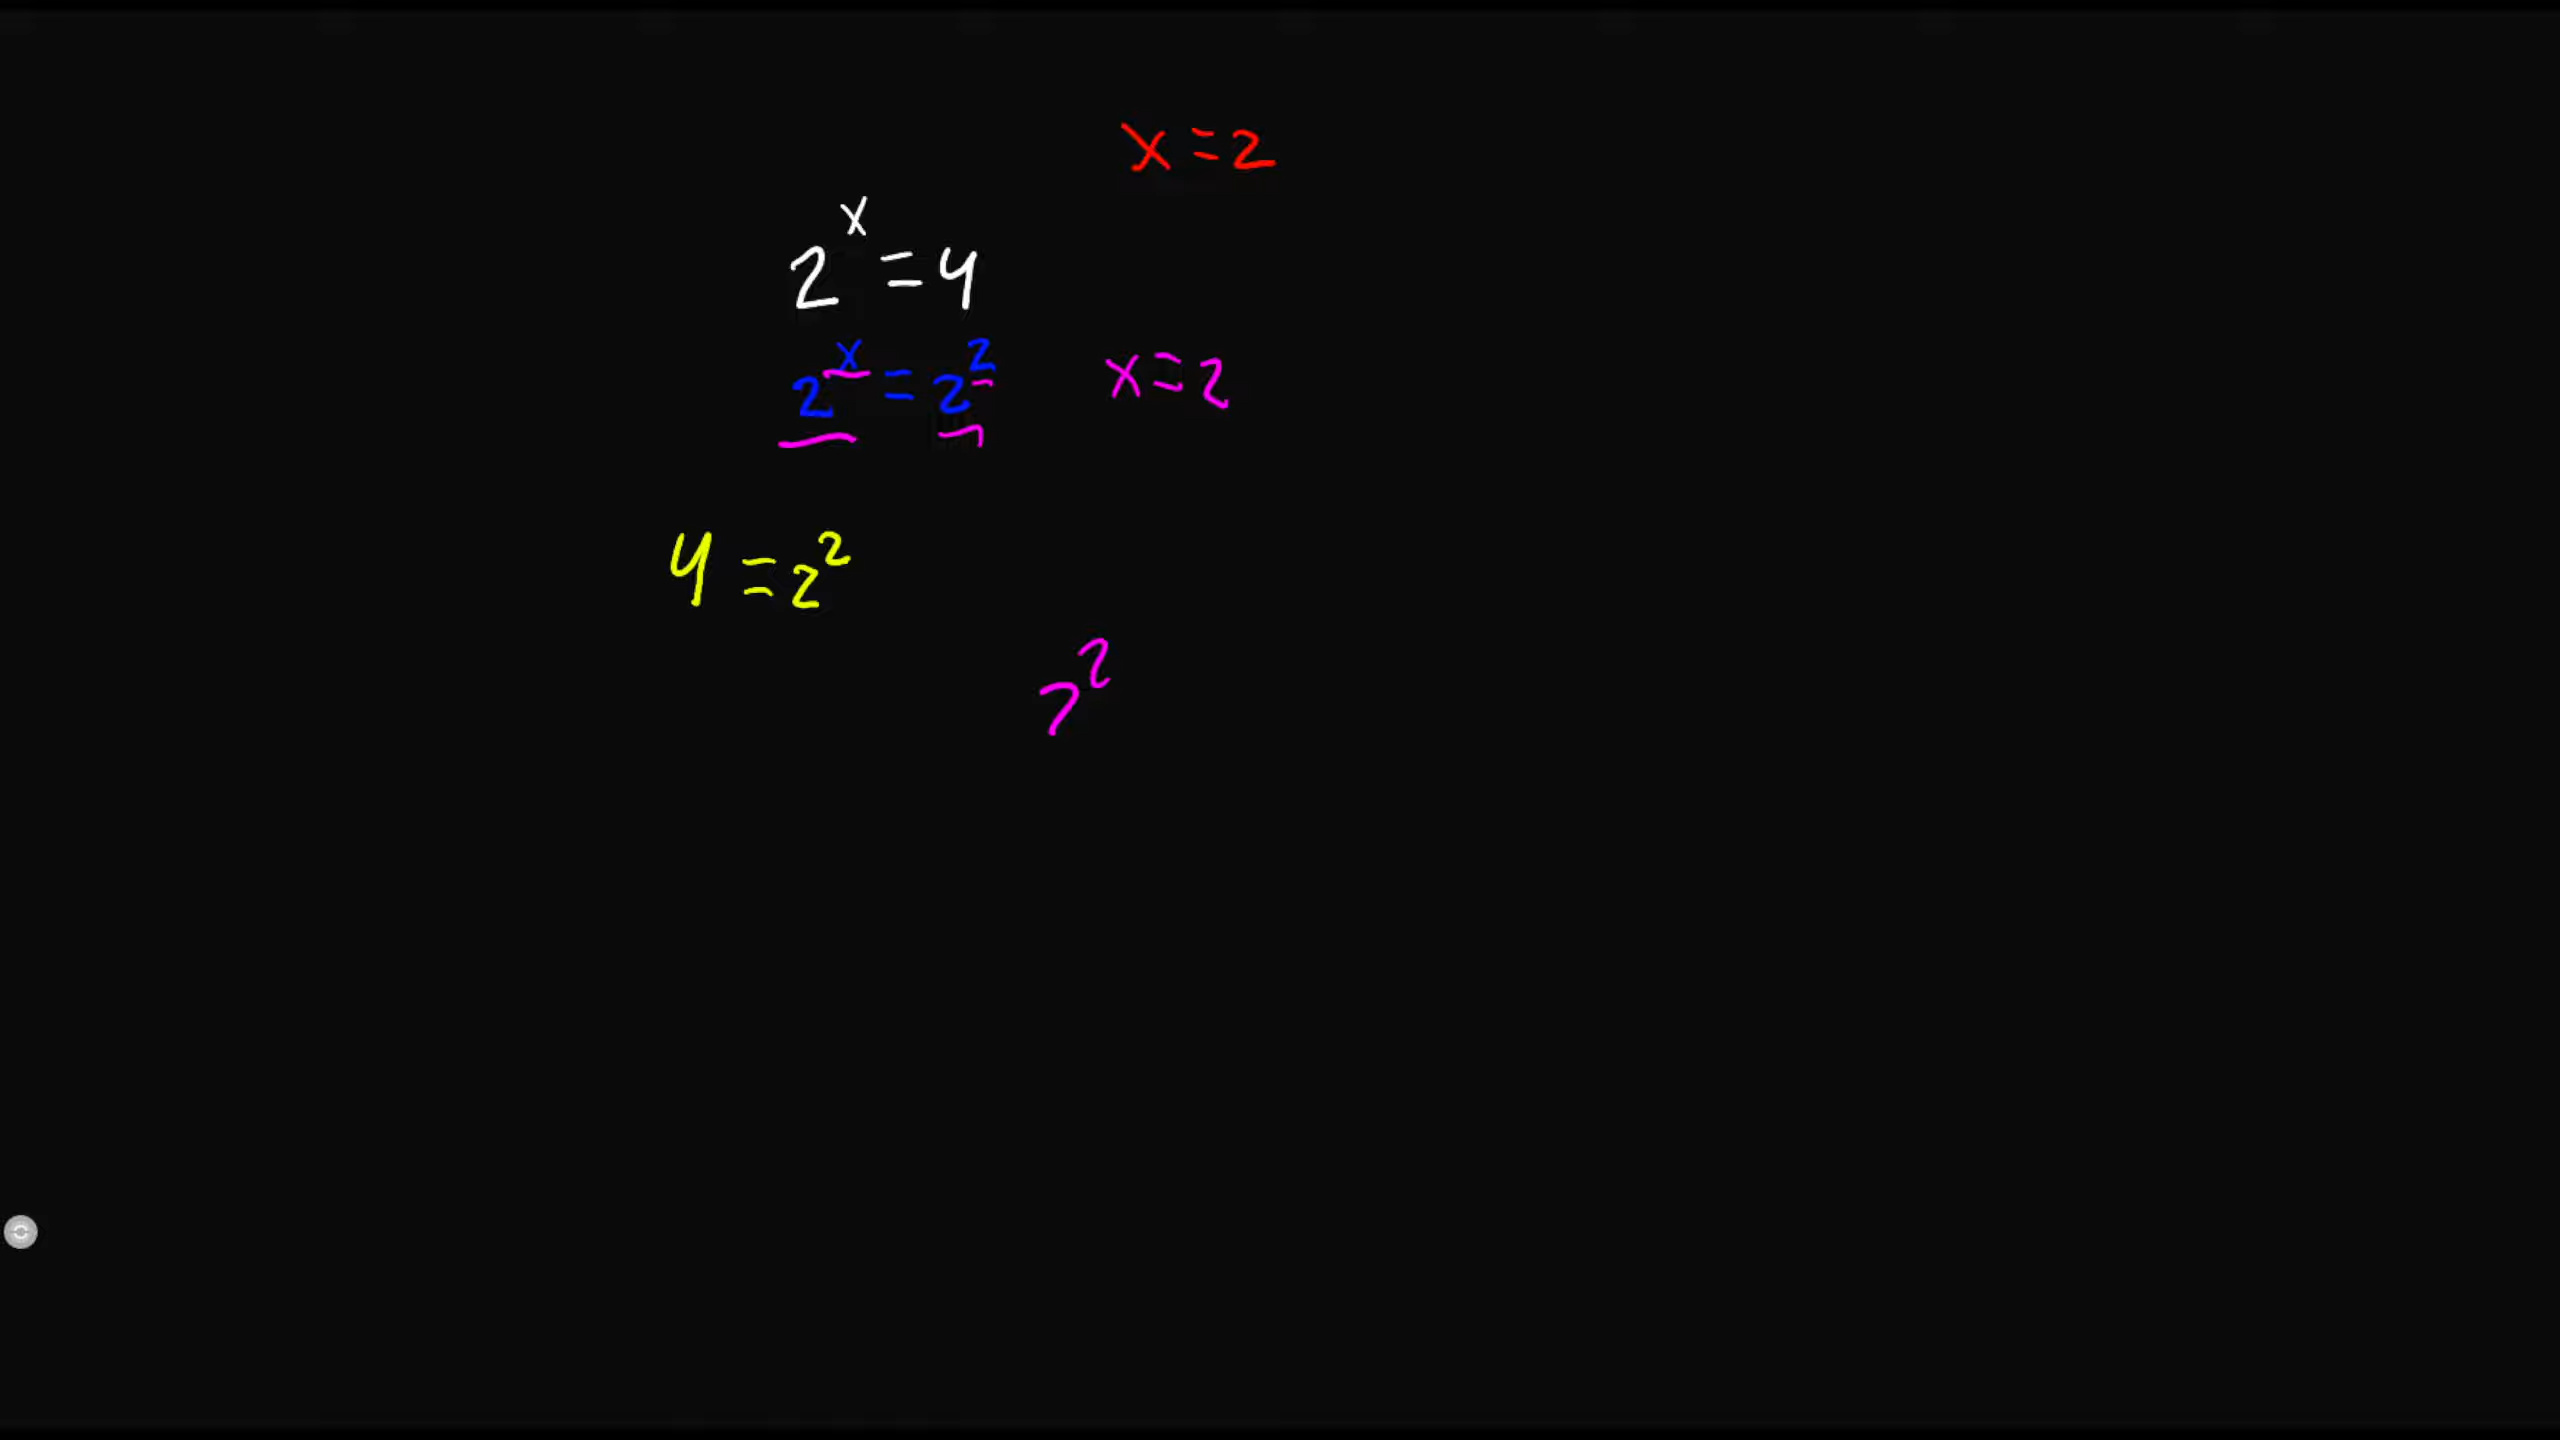 x = 2
2^x = 4
2^x = 2^2 x = 2
4 = 2^2
2^2